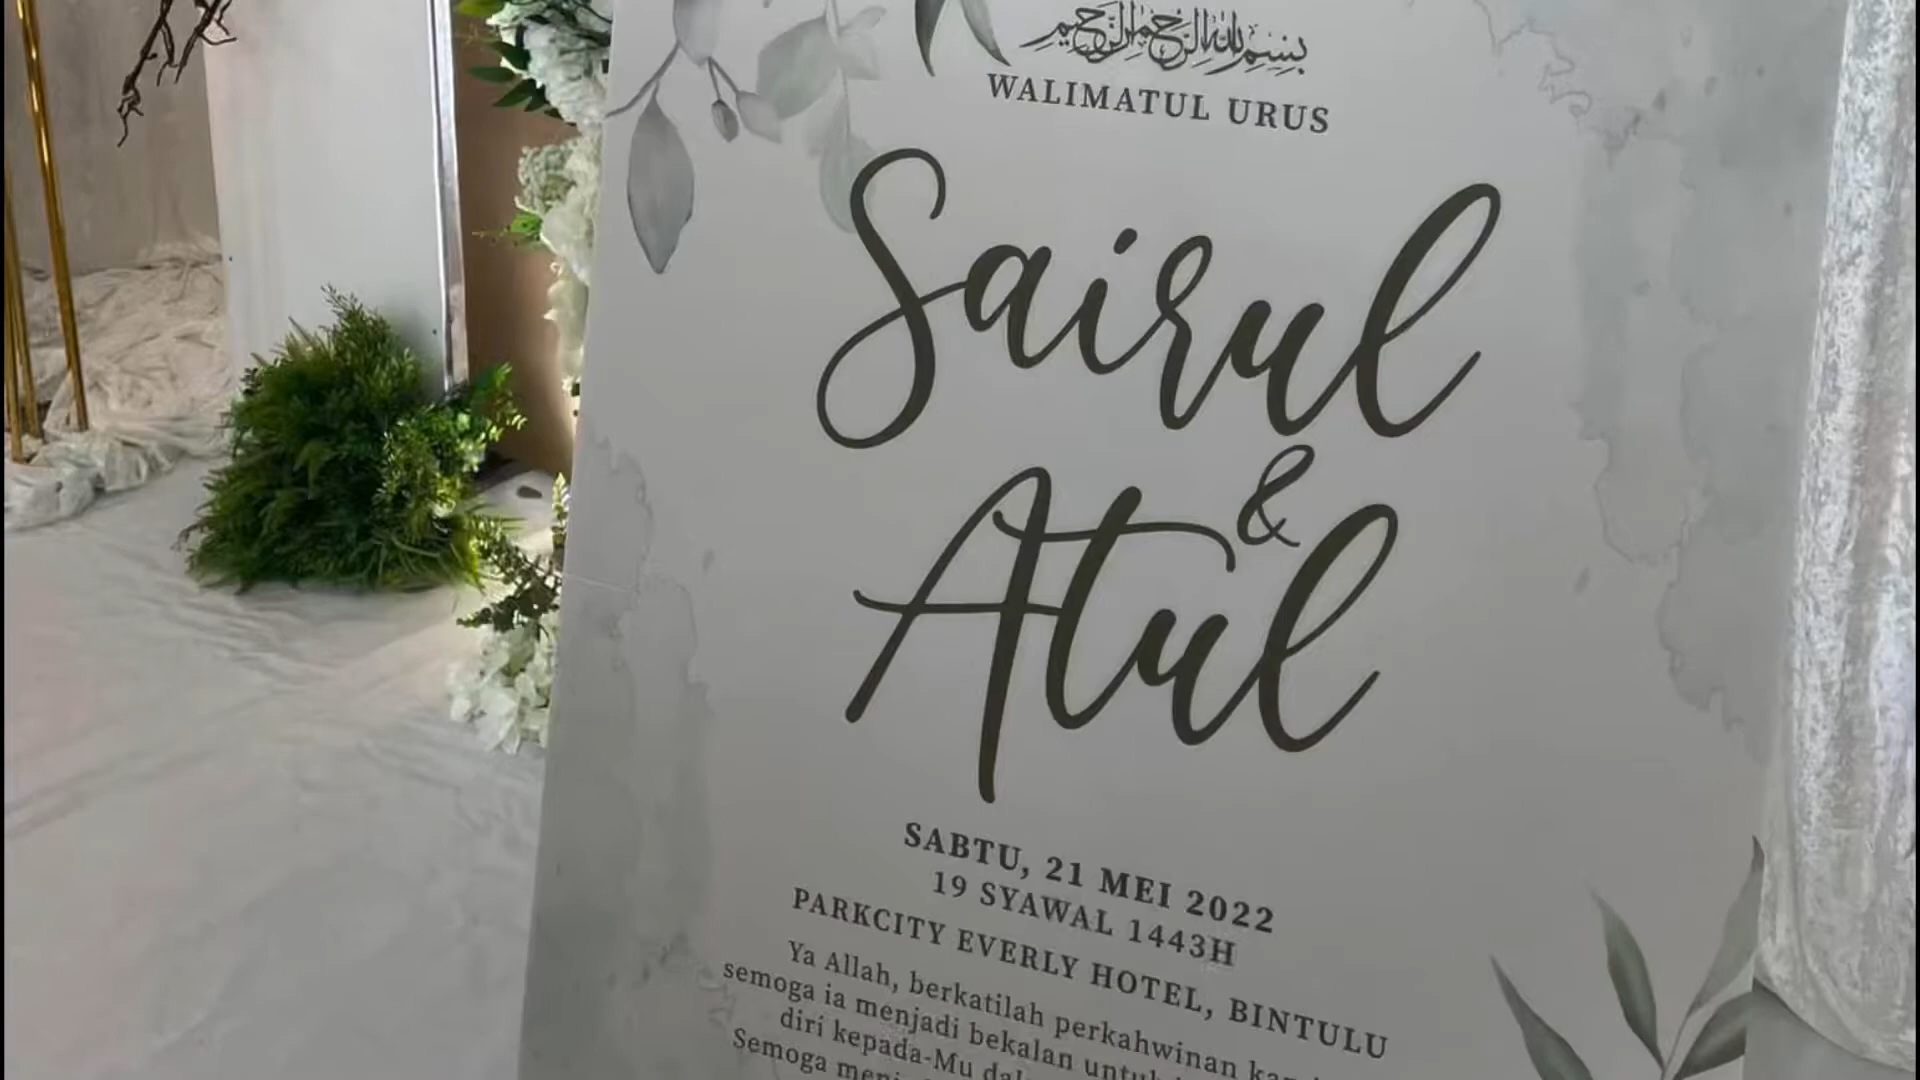 بسم الله الرحمن الرحيم
WALIMATUL URUS
Sairul
&
Atul
SABTU, 21 MEI 2022
19 SYAWAL 1443H
PARKCITY EVERLY HOTEL, BINTULU
Ya Allah, berkatilah perkahwinan
semoga ia menjadi bekalan
diri kepada-Mu
Semoga